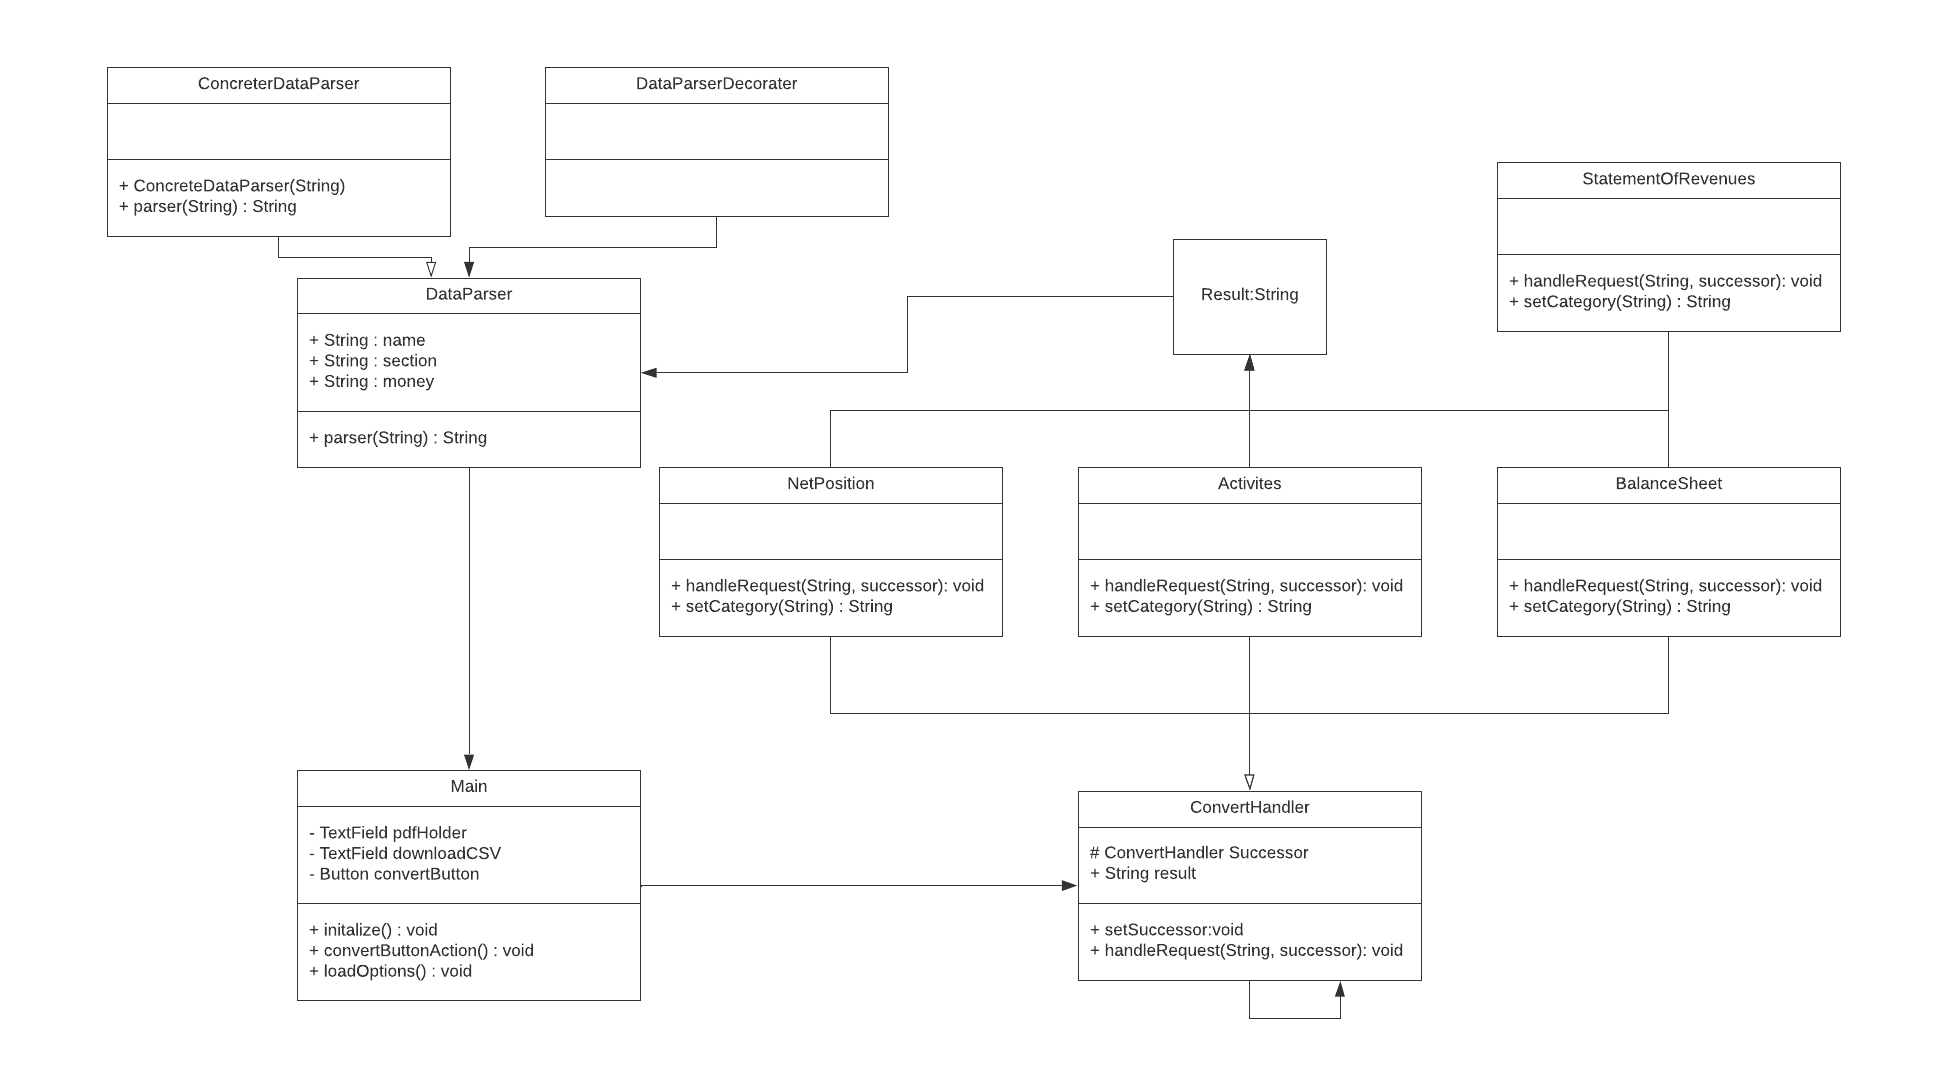 ConcreterDataParser
+ ConcreteDataParser(String)
+ parser(String) : String
DataParserDecorater
StatementOfRevenues
+ handleRequest(String, successor): void
+ setCategory(String) : String
DataParser
+ String : name
+ String : section
+ String : money
+ parser(String) : String
Result:String
NetPosition
+ handleRequest(String, successor): void
+ setCategory(String) : String
Activites
+ handleRequest(String, successor): void
+ setCategory(String) : String
BalanceSheet
+ handleRequest(String, successor): void
+ setCategory(String) : String
Main
- TextField pdfHolder
- TextField downloadCSV
- Button convertButton
+ initalize() : void
+ convertButtonAction() : void
+ loadOptions() : void
ConvertHandler
# ConvertHandler Successor
+ String result
+ setSuccessor:void
+ handleRequest(String, successor): void